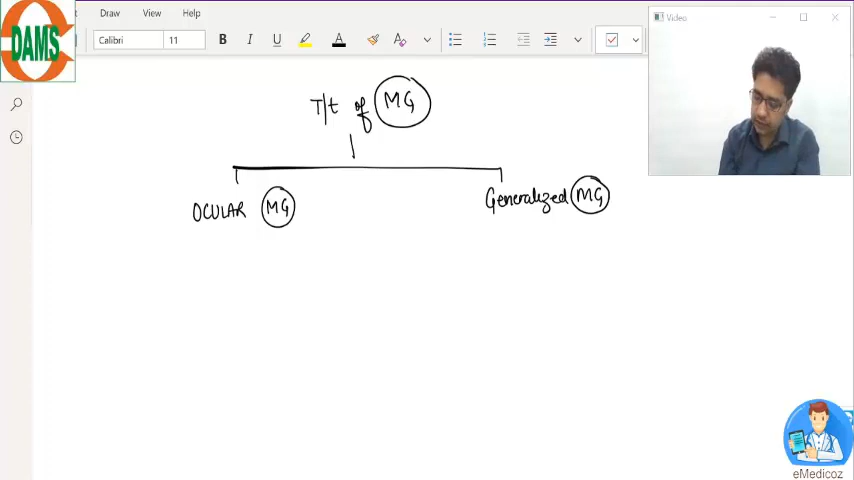 DAMS
Draw View Help
Video
Calibri 11 B I U A
T/t of MG
OCULAR MG
Generalized MG
eMedicoz